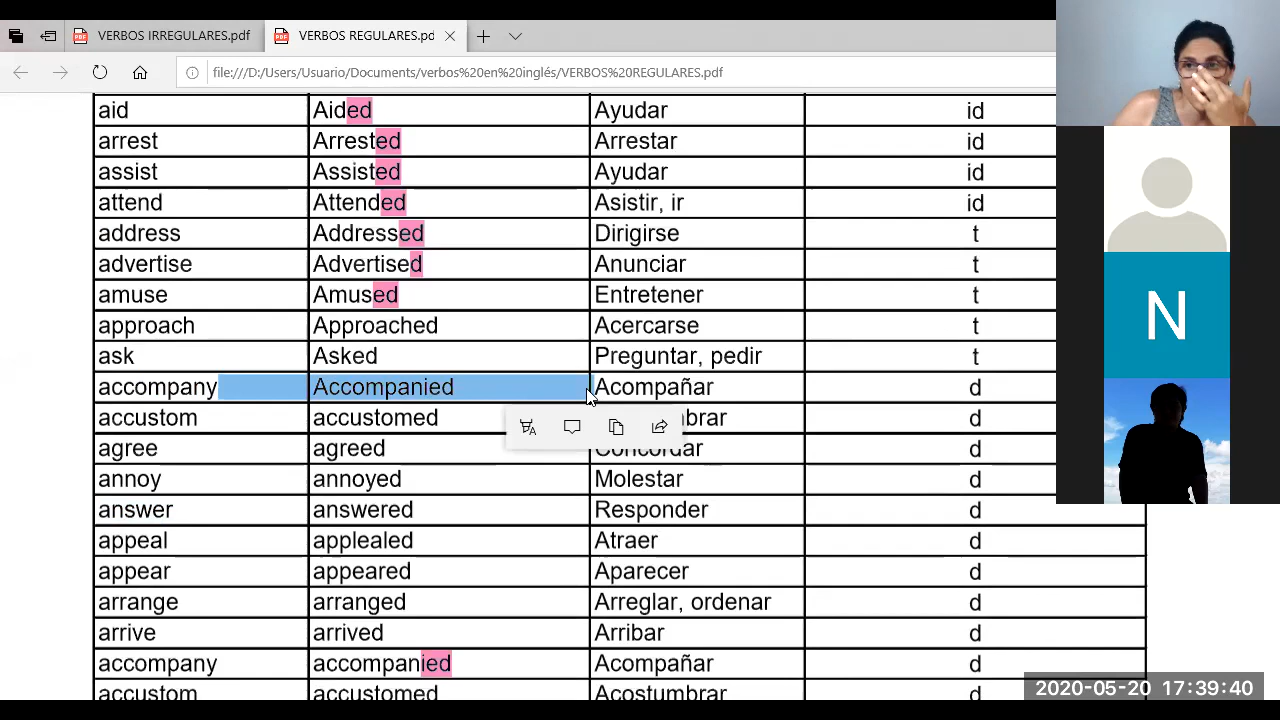 VERBOS IRREGULARES.pdf VERBOS REGULARES.pd
file:///D:/Users/Usuario/Documents/verbos%20en%20inglés/VERBOS%20REGULARES.pdf
aid Aided Ayudar id
arrest Arrested Arrestar id
assist Assisted Ayudar id
attend Attended Asistir, ir id
address Addressed Dirigirse t
advertise Advertised Anunciar t
amuse Amused Entretener t
approach Approached Acercarse t
ask Asked Preguntar, pedir t
accompany Accompanied Acompañar d
accustom accustomed brar d
agree agreed Concordar d
annoy annoyed Molestar d
answer answered Responder d
appeal applealed Atraer d
appear appeared Aparecer d
arrange arranged Arreglar, ordenar d
arrive arrived Arribar d
accompany accompanied Acompañar d
accustom accustomed Acostumbrar
N
2020-05-20 17:39:40